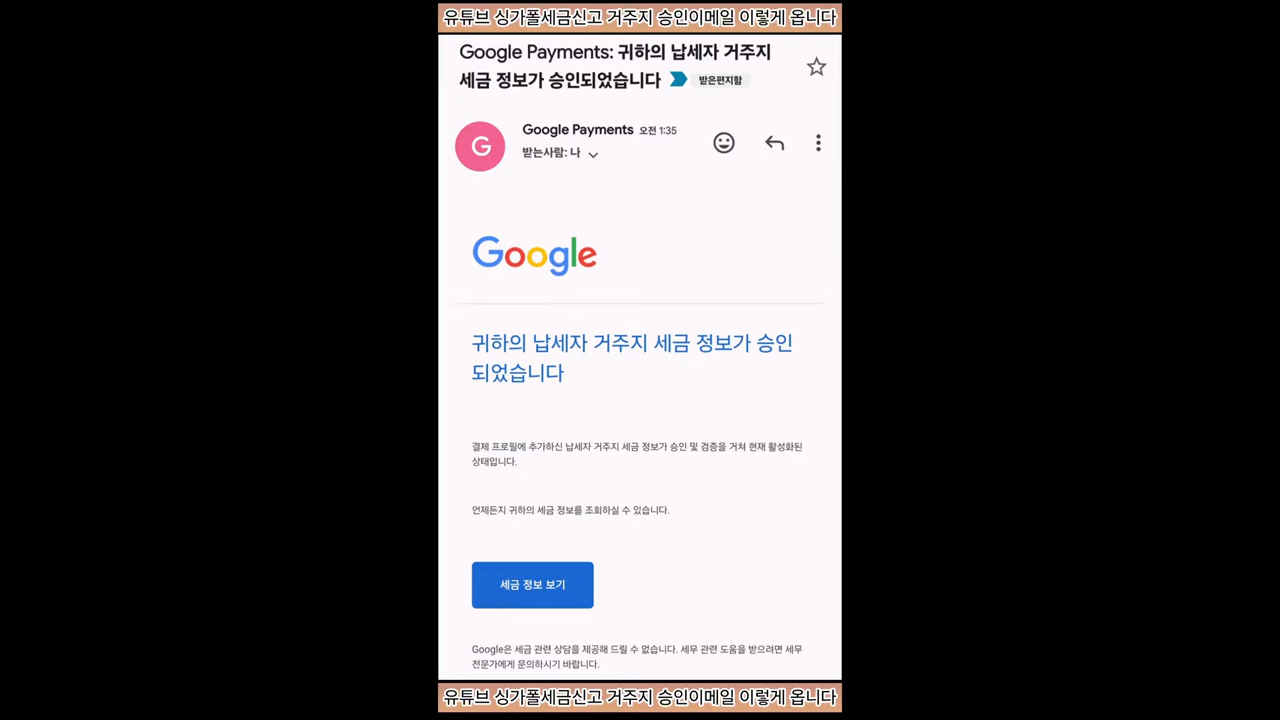 유튜브 싱가폴세금신고 거주지 승인이메일 이렇게 옵니다
Google Payments: 귀하의 납세자 거주지
세금 정보가 승인되었습니다 받은편지함
G
Google Payments 오전 1:35
받는사람: 나
Google
귀하의 납세자 거주지 세금 정보가 승인
되었습니다
결제 프로필에 추가하신 납세자 거주지 세금 정보가 승인 및 검증을 거쳐 현재 활성화된
상태입니다.
언제든지 귀하의 세금 정보를 조회하실 수 있습니다.
세금 정보 보기
Google은 세금 관련 상담을 제공해 드릴 수 없습니다. 세무 관련 도움을 받으려면 세무
전문가에게 문의하시기 바랍니다.
유튜브 싱가폴세금신고 거주지 승인이메일 이렇게 옵니다